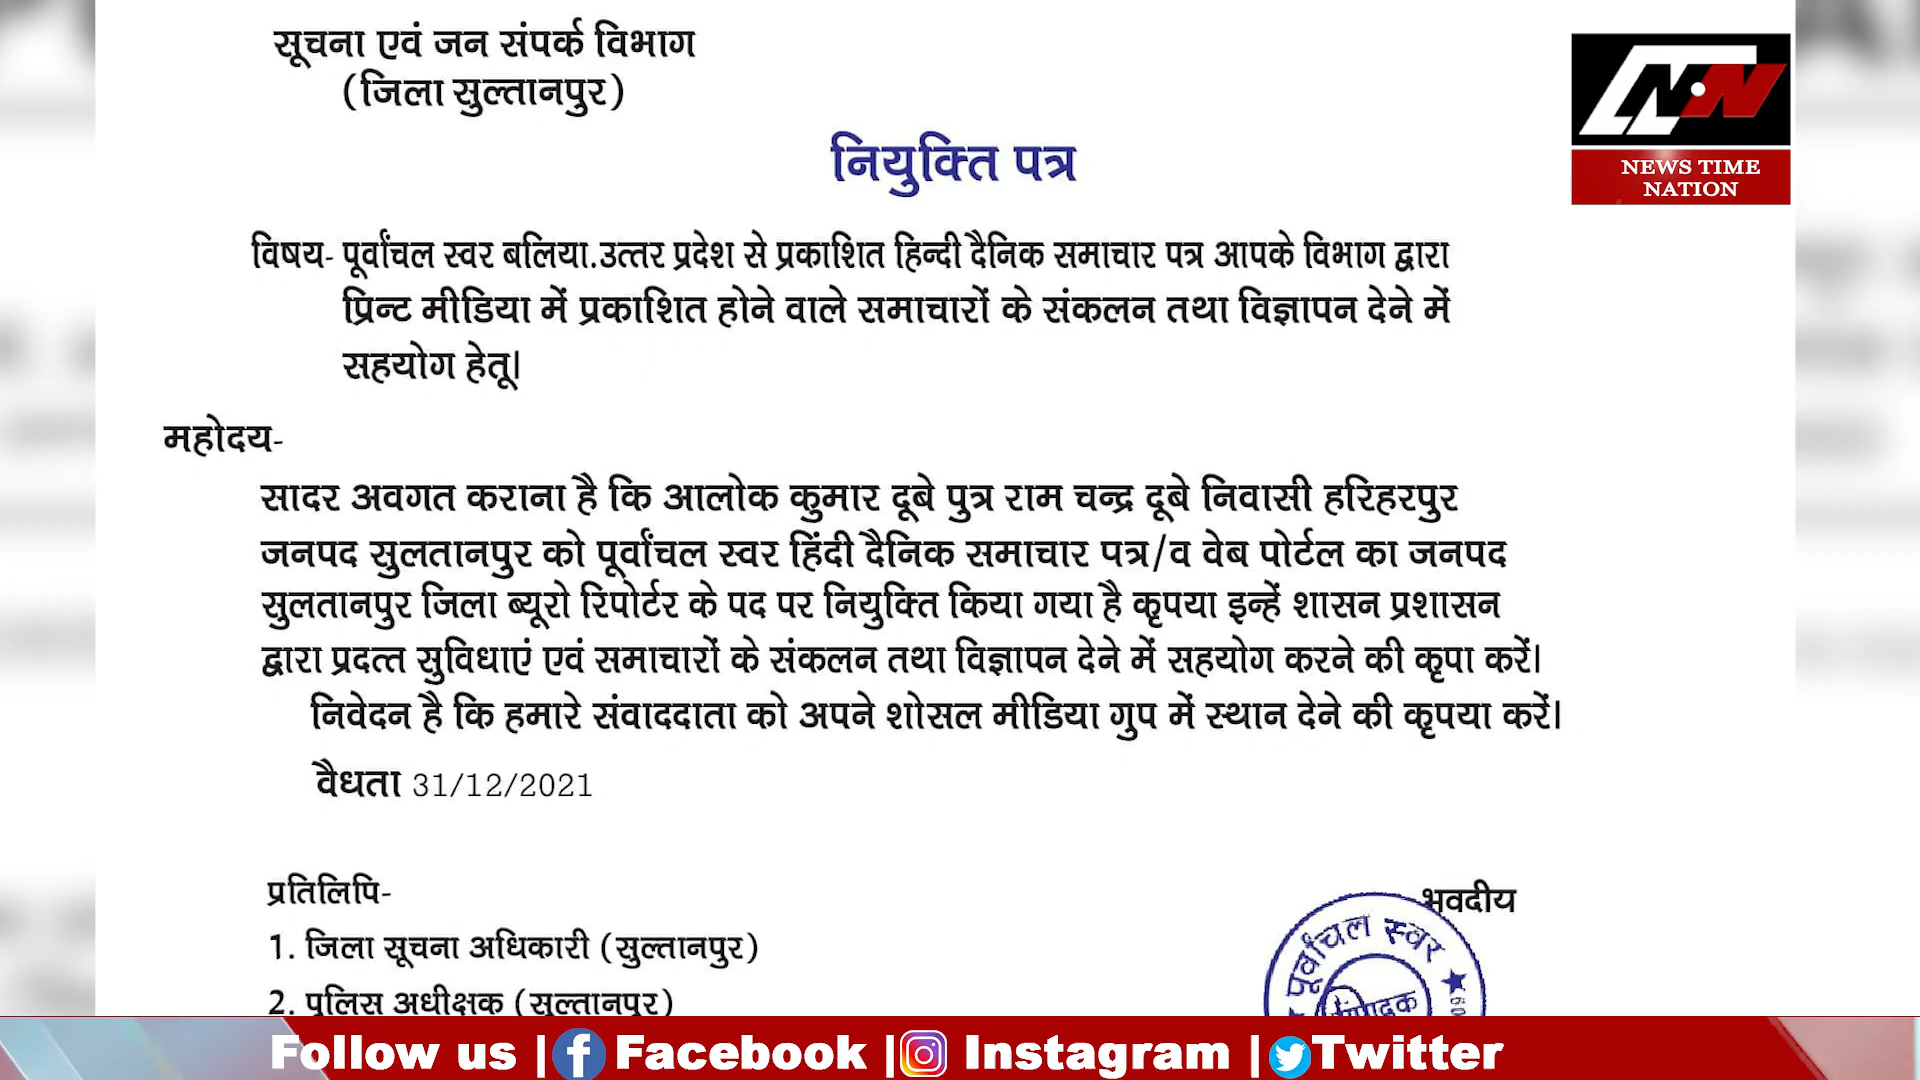 सूचना एवं जन संपर्क विभाग
(जिला सुल्तानपुर)
NEWS TIME
NATION
नियुक्ति पत्र
विषय- पूर्वांचल स्वर बलिया.उत्तर प्रदेश से प्रकाशित हिन्दी दैनिक समाचार पत्र आपके विभाग द्वारा
प्रिन्ट मीडिया में प्रकाशित होने वाले समाचारों के संकलन तथा विज्ञापन देने में
सहयोग हेतू।
महोदय-
सादर अवगत कराना है कि आलोक कुमार दूबे पुत्र राम चन्द्र दूबे निवासी हरिहरपुर
जनपद सुलतानपुर को पूर्वांचल स्वर हिंदी दैनिक समाचार पत्र/व वेब पोर्टल का जनपद
सुलतानपुर जिला ब्यूरो रिपोर्टर के पद पर नियुक्ति किया गया है कृपया इन्हें शासन प्रशासन
द्वारा प्रदत्त सुविधाएं एवं समाचारों के संकलन तथा विज्ञापन देने में सहयोग करने की कृपा करें।
निवेदन है कि हमारे संवाददाता को अपने शोसल मीडिया गुप में स्थान देने की कृपया करें।
वैधता 31/12/2021
प्रतिलिपि-
भवदीय
1. जिला सूचना अधिकारी (सुल्तानपुर)
2. पुलिस अधीक्षक (सुल्तानपुर)
पूर्वांचल स्वर
Follow us | Facebook | Instagram | Twitter